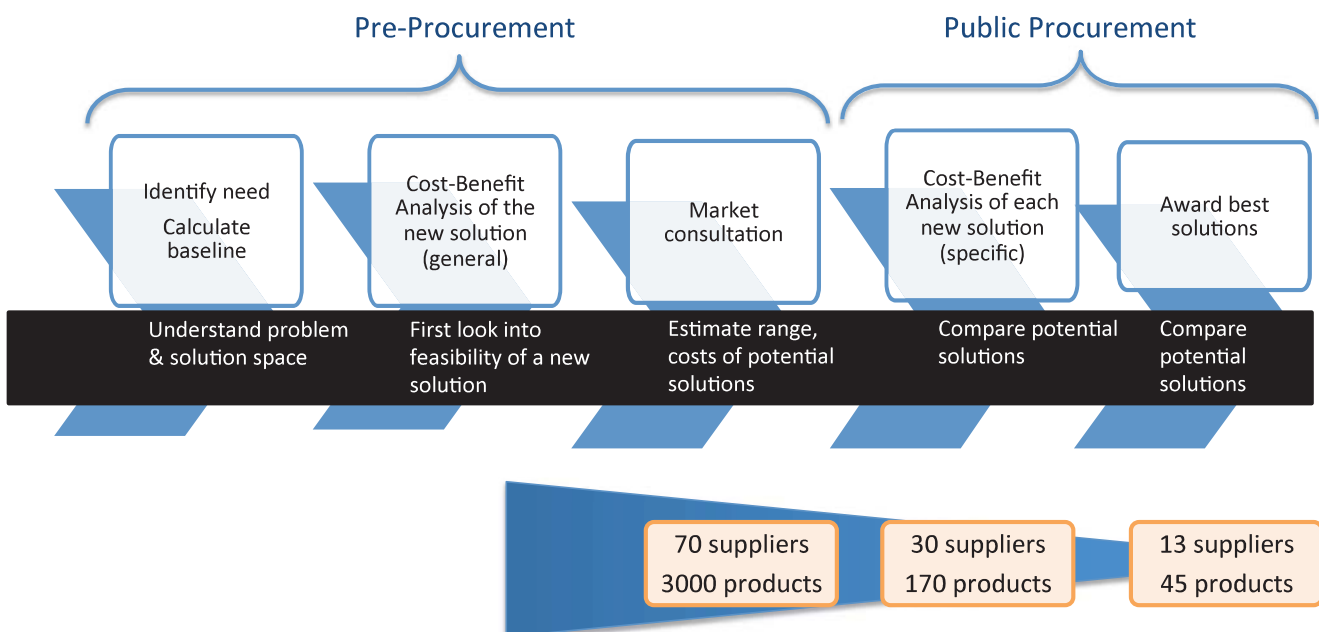 Pre-Procurement
Public Procurement
Identify need
Calculate
baseline
Cost-Benefit
Analysis of the
new solution
(general)
Market
consultation
Cost-Benefit
Analysis of each
new solution
(specific)
Award best
solutions
Understand problem
& solution space
First look into
feasibility of a new
solution
Estimate range,
costs of potential
solutions
Compare potential
solutions
Compare
potential
solutions
70 suppliers
3000 products
30 suppliers
170 products
13 suppliers
45 products